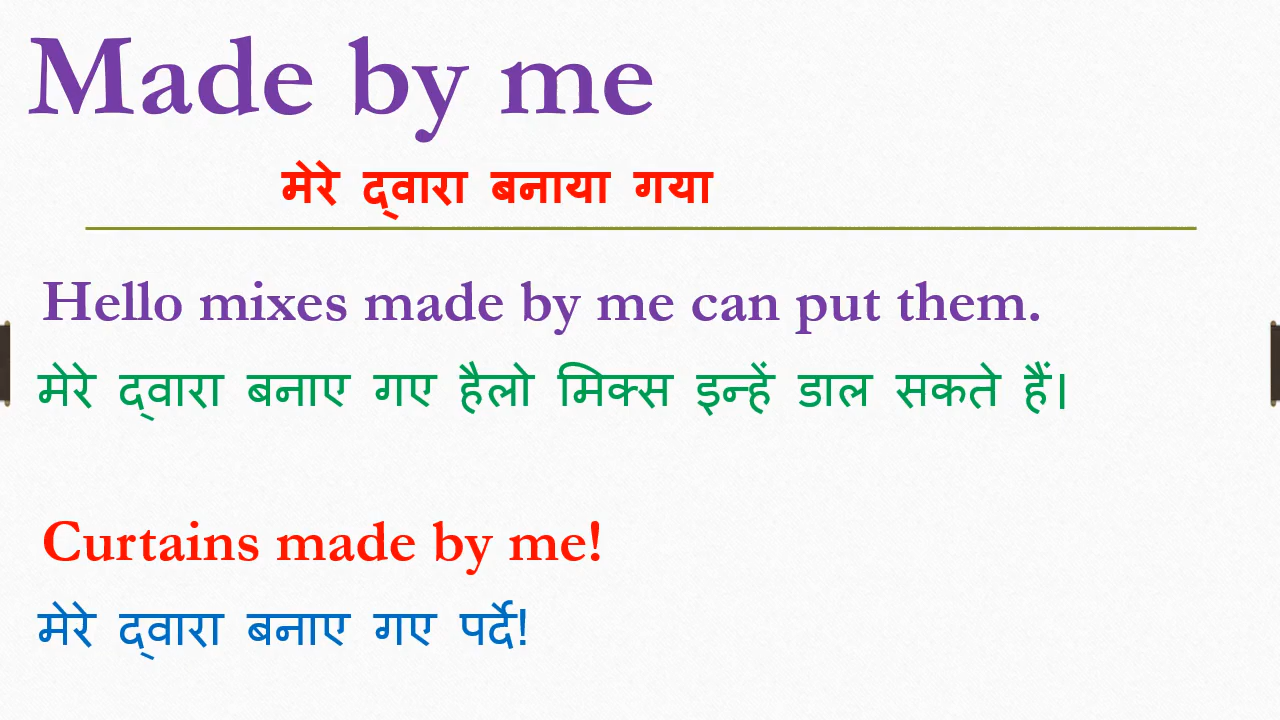 Made by me
मेरे द्वारा बनाया गया
Hello mixes made by me can put them.
मेरे द्वारा बनाए गए हैलो मिक्स इन्हें डाल सकते हैं।
Curtains made by me!
मेरे द्वारा बनाए गए पर्दे!